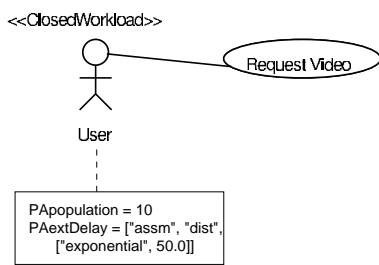 <<ClosedWorkload>>
Request Video
User
PApopulation = 10
PAextDelay = ["assm", "dist",
["exponential", 50.0]]